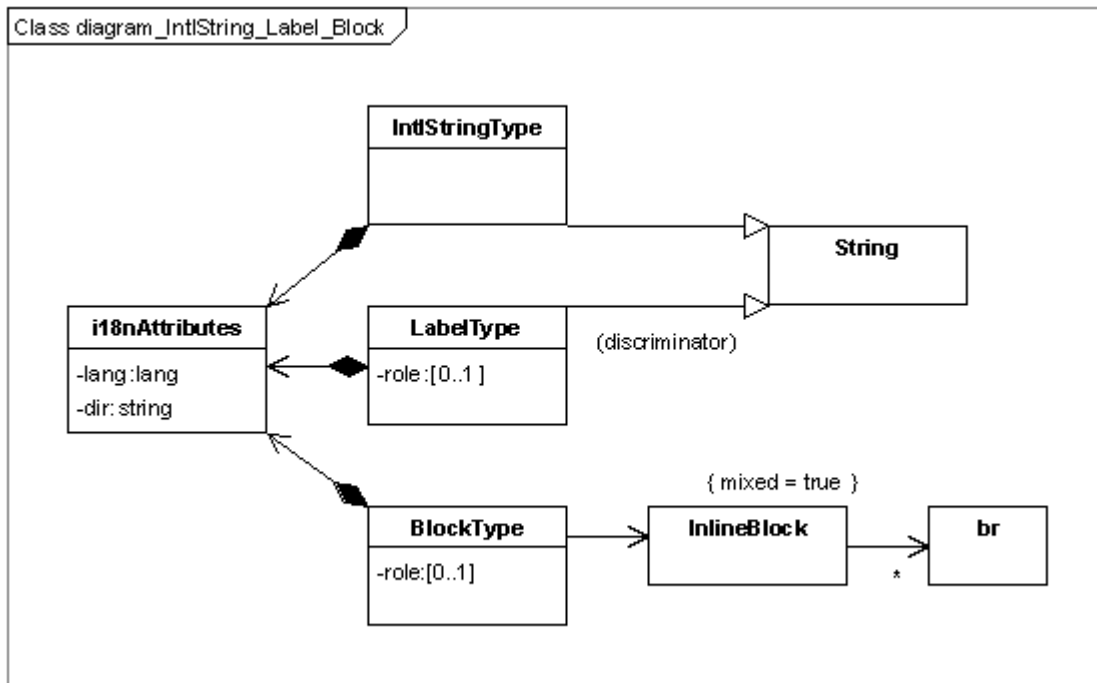 Class diagram_IntlString_Label_Block
IntlStringType
String
i18nAttributes
-lang:lang
-dir: string
LabelType
-role:[0..1 ]
(discriminator)
{ mixed = true }
BlockType
-role:[0..1]
InlineBlock
*
br